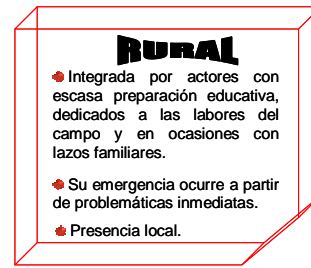 RURAL
Integrada por actores con
escasa preparación educativa,
dedicados a las labores del
campo y en ocasiones con
lazos familiares.
Su emergencia ocurre a partir
de problemáticas inmediatas.
Presencia local.